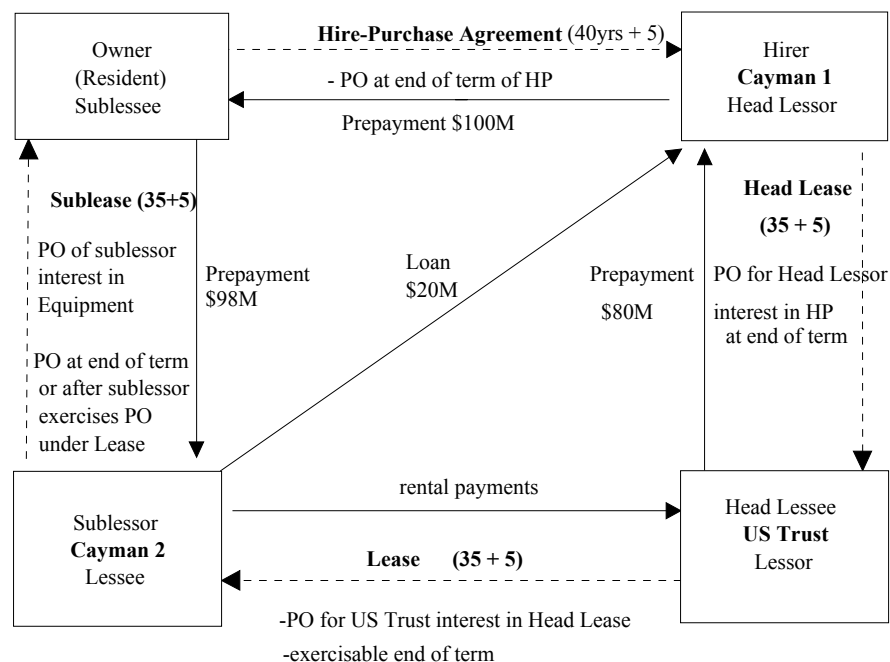 Owner
(Resident)
Sublessee
Hire-Purchase Agreement (40yrs + 5)
- PO at end of term of HP
Prepayment $100M
Hirer
Cayman 1
Head Lessor
Sublease (35+5)
PO of sublessor
interest in
Equipment
PO at end of term
or after sublessor
exercises PO
under Lease
Prepayment
$98M
Loan
$20M
Prepayment
$80M
Head Lease
(35 + 5)
PO for Head Lessor
interest in HP
at end of term
Sublessor
Cayman 2
Lessee
rental payments
Lease (35 + 5)
-PO for US Trust interest in Head Lease
-exercisable end of term
Head Lessee
US Trust
Lessor